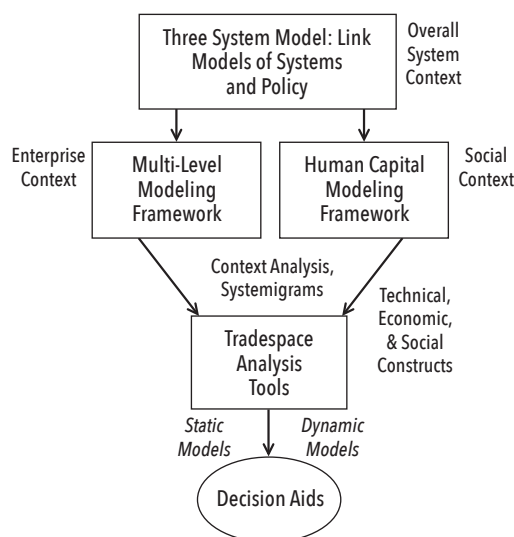 Three System Model: Link
Models of Systems
and Policy
Overall
System
Context
Enterprise
Context
Multi-Level
Modeling
Framework
Human Capital
Modeling
Framework
Social
Context
Context Analysis,
Systemigrams
Technical,
Economic,
& Social
Constructs
Tradespace
Analysis
Tools
Static
Models
Dynamic
Models
Decision Aids